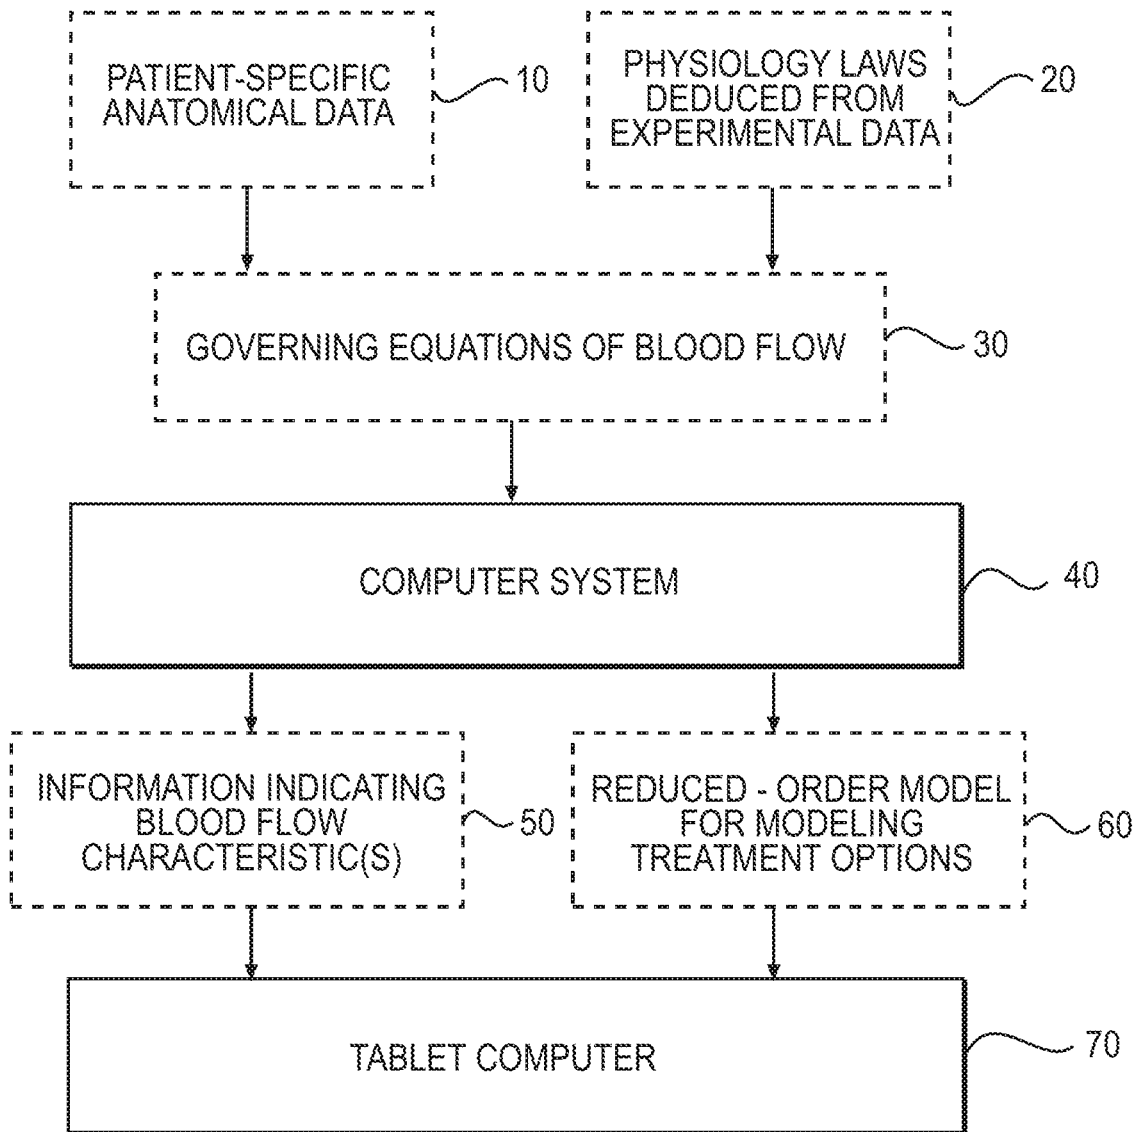 PATIENT-SPECIFIC
ANATOMICAL DATA
10
PHYSIOLOGY LAWS
DEDUCED FROM
EXPERIMENTAL DATA
20
GOVERNING EQUATIONS OF BLOOD FLOW
30
COMPUTER SYSTEM
40
INFORMATION INDICATING
BLOOD FLOW
CHARACTERISTIC(S)
50
REDUCED - ORDER MODEL
FOR MODELING
TREATMENT OPTIONS
60
TABLET COMPUTER
70